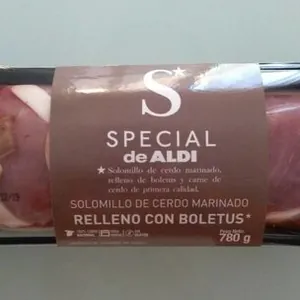 S
SPECIAL
de ALDI
* Solomillo de cerdo marinado,
relleno de boletus y carne de
cerdo de primera calidad.
SOLOMILLO DE CERDO MARINADO
RELLENO CON BOLETUS*
Peso Neto:
780 g